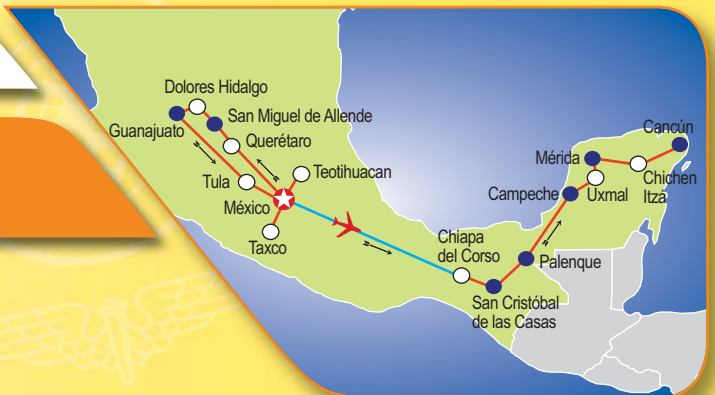 Dolores Hidalgo
San Miguel de Allende
Guanajuato
Querétaro
Tula
Teotihuacan
México
Taxco
Chiapa
del Corso
San Cristóbal
de las Casas
Palenque
Campeche
Uxmal
Mérida
Chichen
Itzá
Cancún